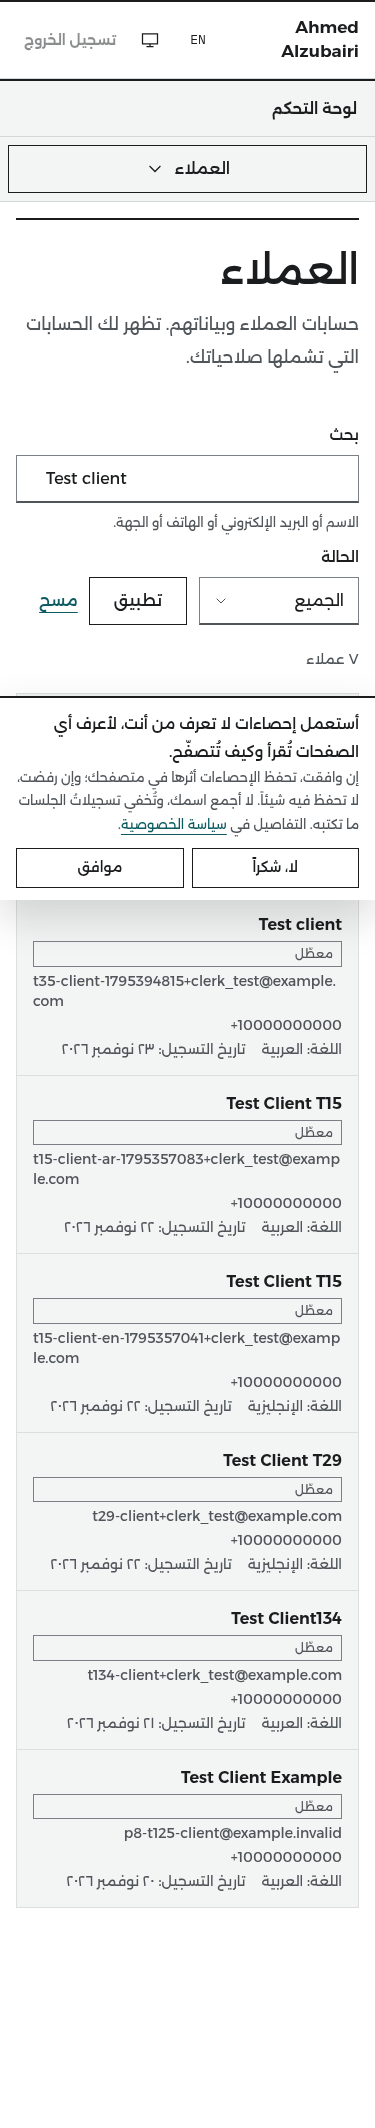 Ahmed
Alzubairi
EN
تسجيل الخروج
لوحة التحكم
العملاء
العملاء
حسابات العملاء وبياناتهم. تظهر لك الحسابات
التي تشملها صلاحياتك.
بحث
Test client
الاسم أو البريد الإلكتروني أو الهاتف أو الجهة.
الحالة
الجميع
تطبيق
مسح
٧ عملاء
أستعمل إحصاءات لا تعرف من أنت، لأعرف أي
الصفحات تُقرأ وكيف تُتصفّح.
إن وافقت، تحفظ الإحصاءات أثرها في متصفحك؛ وإن رفضت،
لا تحفظ فيه شيئاً. لا أجمع اسمك، وتُخفي تسجيلاتُ الجلسات
ما تكتبه. التفاصيل في سياسة الخصوصية.
لا، شكراً
موافق
Test client
معطّل
t35-client-1795394815+clerk_test@example.
com
+10000000000
اللغة: العربية تاريخ التسجيل: ٢٣ نوفمبر ٢٠٢٦
Test Client T15
معطّل
t15-client-ar-1795357083+clerk_test@examp
le.com
+10000000000
اللغة: العربية تاريخ التسجيل: ٢٢ نوفمبر ٢٠٢٦
Test Client T15
معطّل
t15-client-en-1795357041+clerk_test@examp
le.com
+10000000000
اللغة: الإنجليزية تاريخ التسجيل: ٢٢ نوفمبر ٢٠٢٦
Test Client T29
معطّل
t29-client+clerk_test@example.com
+10000000000
اللغة: الإنجليزية تاريخ التسجيل: ٢٢ نوفمبر ٢٠٢٦
Test Client134
معطّل
t134-client+clerk_test@example.com
+10000000000
اللغة: العربية تاريخ التسجيل: ٢١ نوفمبر ٢٠٢٦
Test Client Example
معطّل
p8-t125-client@example.invalid
+10000000000
اللغة: العربية تاريخ التسجيل: ٢٠ نوفمبر ٢٠٢٦